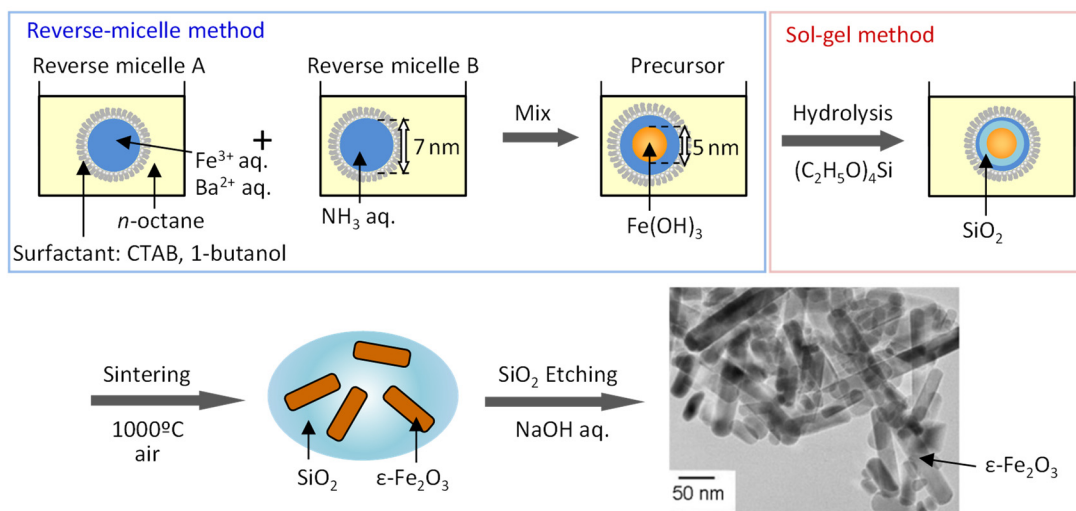 Reverse-micelle method
Sol-gel method
Reverse micelle A
Reverse micelle B
Precursor
+
Mix
Hydrolysis
(C₂H₅O)₄Si
7 nm
5 nm
Fe³⁺ aq.
Ba²⁺ aq.
n-octane
NH₃ aq.
Fe(OH)₃
SiO₂
Surfactant: CTAB, 1-butanol
Sintering
1000ºC
air
SiO₂
ε-Fe₂O₃
SiO₂ Etching
NaOH aq.
ε-Fe₂O₃
50 nm